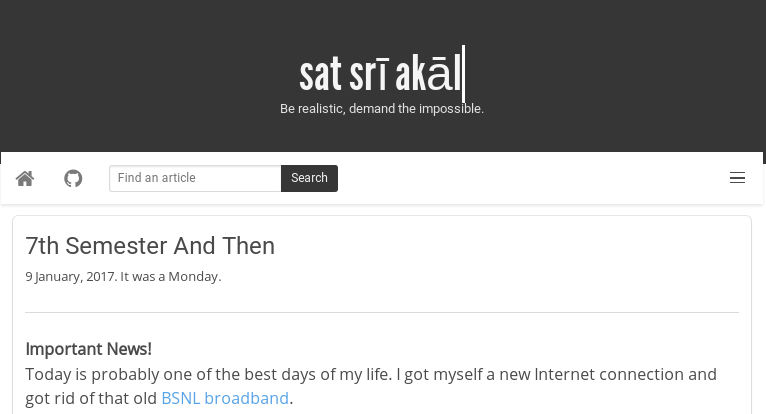 sat srī akāl
Be realistic, demand the impossible.
Find an article
Search
7th Semester And Then
9 January, 2017. It was a Monday.
Important News!
Today is probably one of the best days of my life. I got myself a new Internet connection and
got rid of that old BSNL broadband.